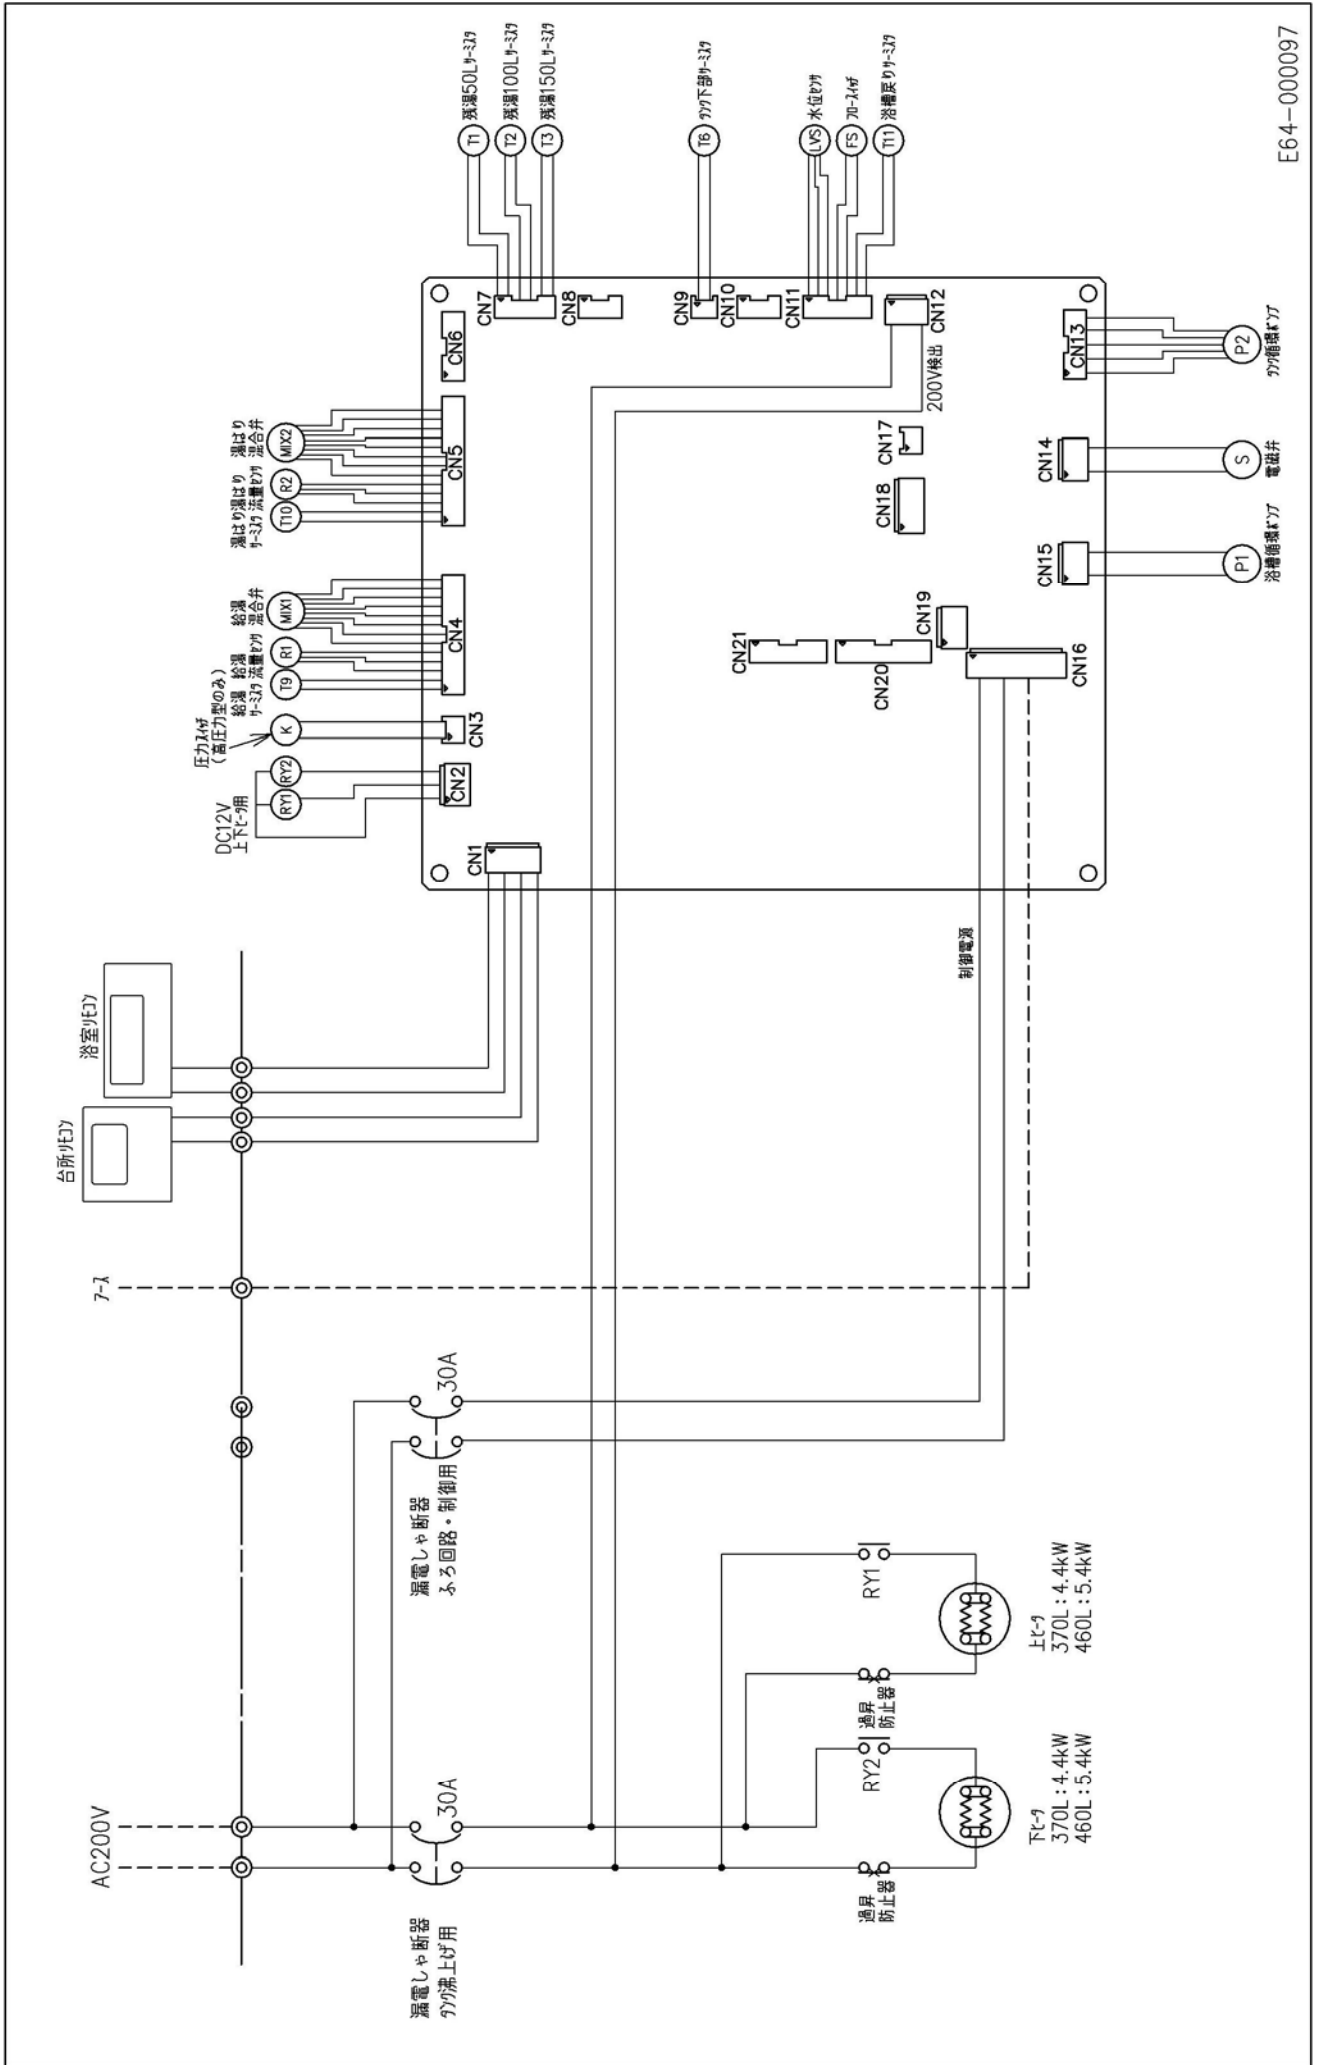 AC200V
アース
台所リモコン
浴室リモコン
漏電しゃ断器
タンク沸上げ用
30A
漏電しゃ断器
ふろ回路・制御用
30A
過昇
防止器
RY2
過昇
防止器
RY1
下ヒータ
370L:4.4kW
460L:5.4kW
上ヒータ
370L:4.4kW
460L:5.4kW
DC12V
上下ヒータ用
RY1
RY2
圧力スイッチ
(高圧力型のみ)
K
給湯
サーミスタ
T9
給湯
流量センサ
R1
給湯
混合弁
MIX1
湯はり
サーミスタ
T10
湯はり
流量センサ
R2
湯はり
混合弁
MIX2
CN1
CN2
CN3
CN4
CN5
CN6
CN7
CN8
CN9
CN10
CN11
CN12
200V検出
CN13
CN14
CN15
CN16
CN17
CN18
CN19
CN20
CN21
制御電源
T1
残湯50Lサーミスタ
T2
残湯100Lサーミスタ
T3
残湯150Lサーミスタ
T6
タンク下部サーミスタ
LVS
水位センサ
FS
フロースイッチ
T11
浴槽戻りサーミスタ
P1
浴槽循環ポンプ
S
電磁弁
P2
タンク循環ポンプ
E64-000097